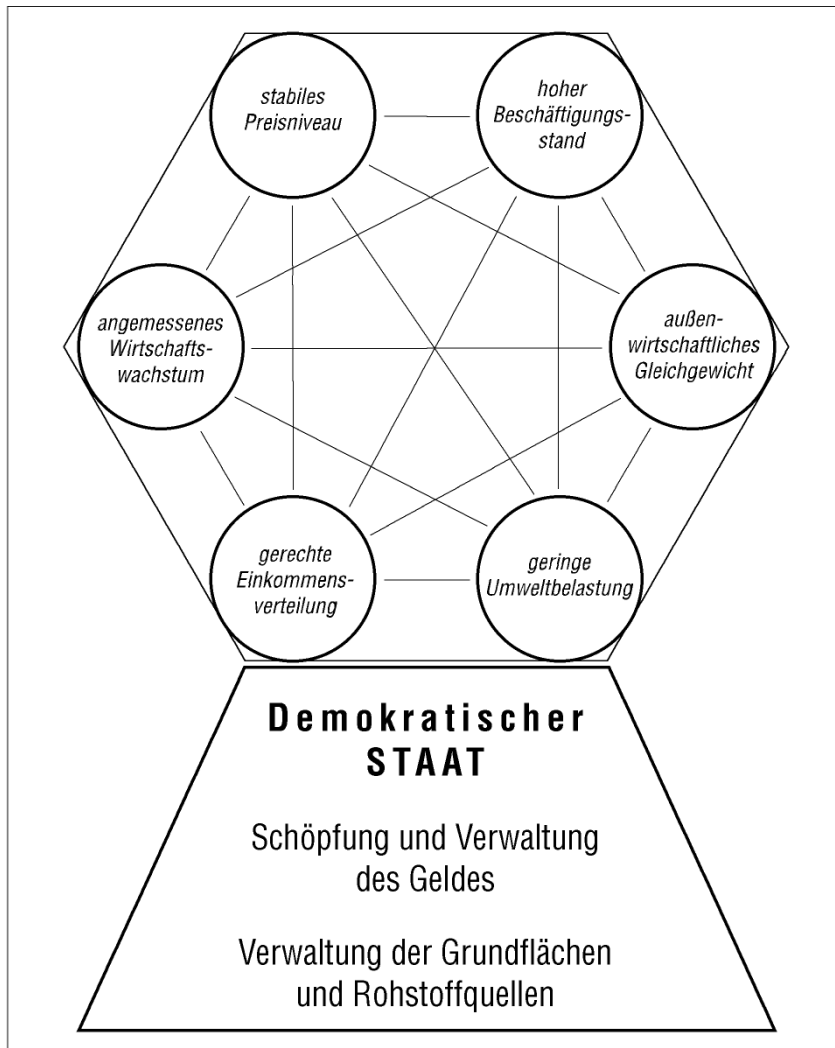 stabiles
Preisniveau
hoher
Beschäftigungs-
stand
angemessenes
Wirtschafts-
wachstum
außen-
wirtschaftliches
Gleichgewicht
gerechte
Einkommens-
verteilung
geringe
Umweltbelastung
Demokratischer
STAAT
Schöpfung und Verwaltung
des Geldes
Verwaltung der Grundflächen
und Rohstoffquellen